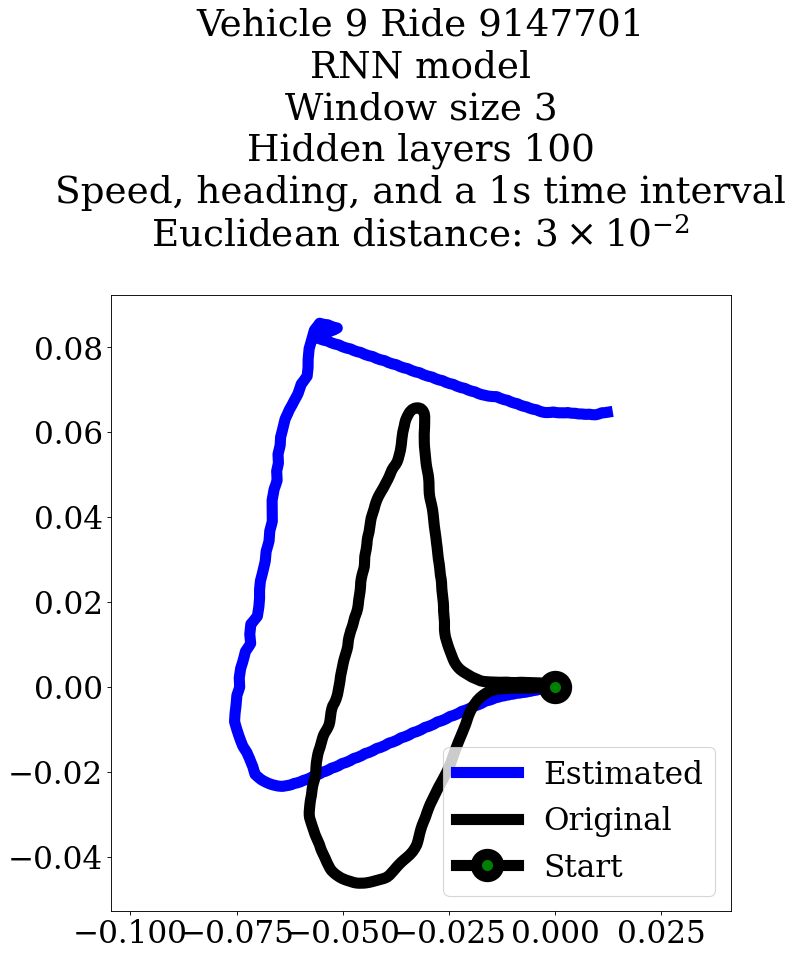 Vehicle 9 Ride 9147701
RNN model
Window size 3
Hidden layers 100
Speed, heading, and a 1s time interval
Euclidean distance: 3 × 10⁻²
0.08
0.06
0.04
0.02
0.00
−0.02
−0.04
Estimated
Original
Start
−0.100 −0.075 −0.050 −0.025 0.000 0.025